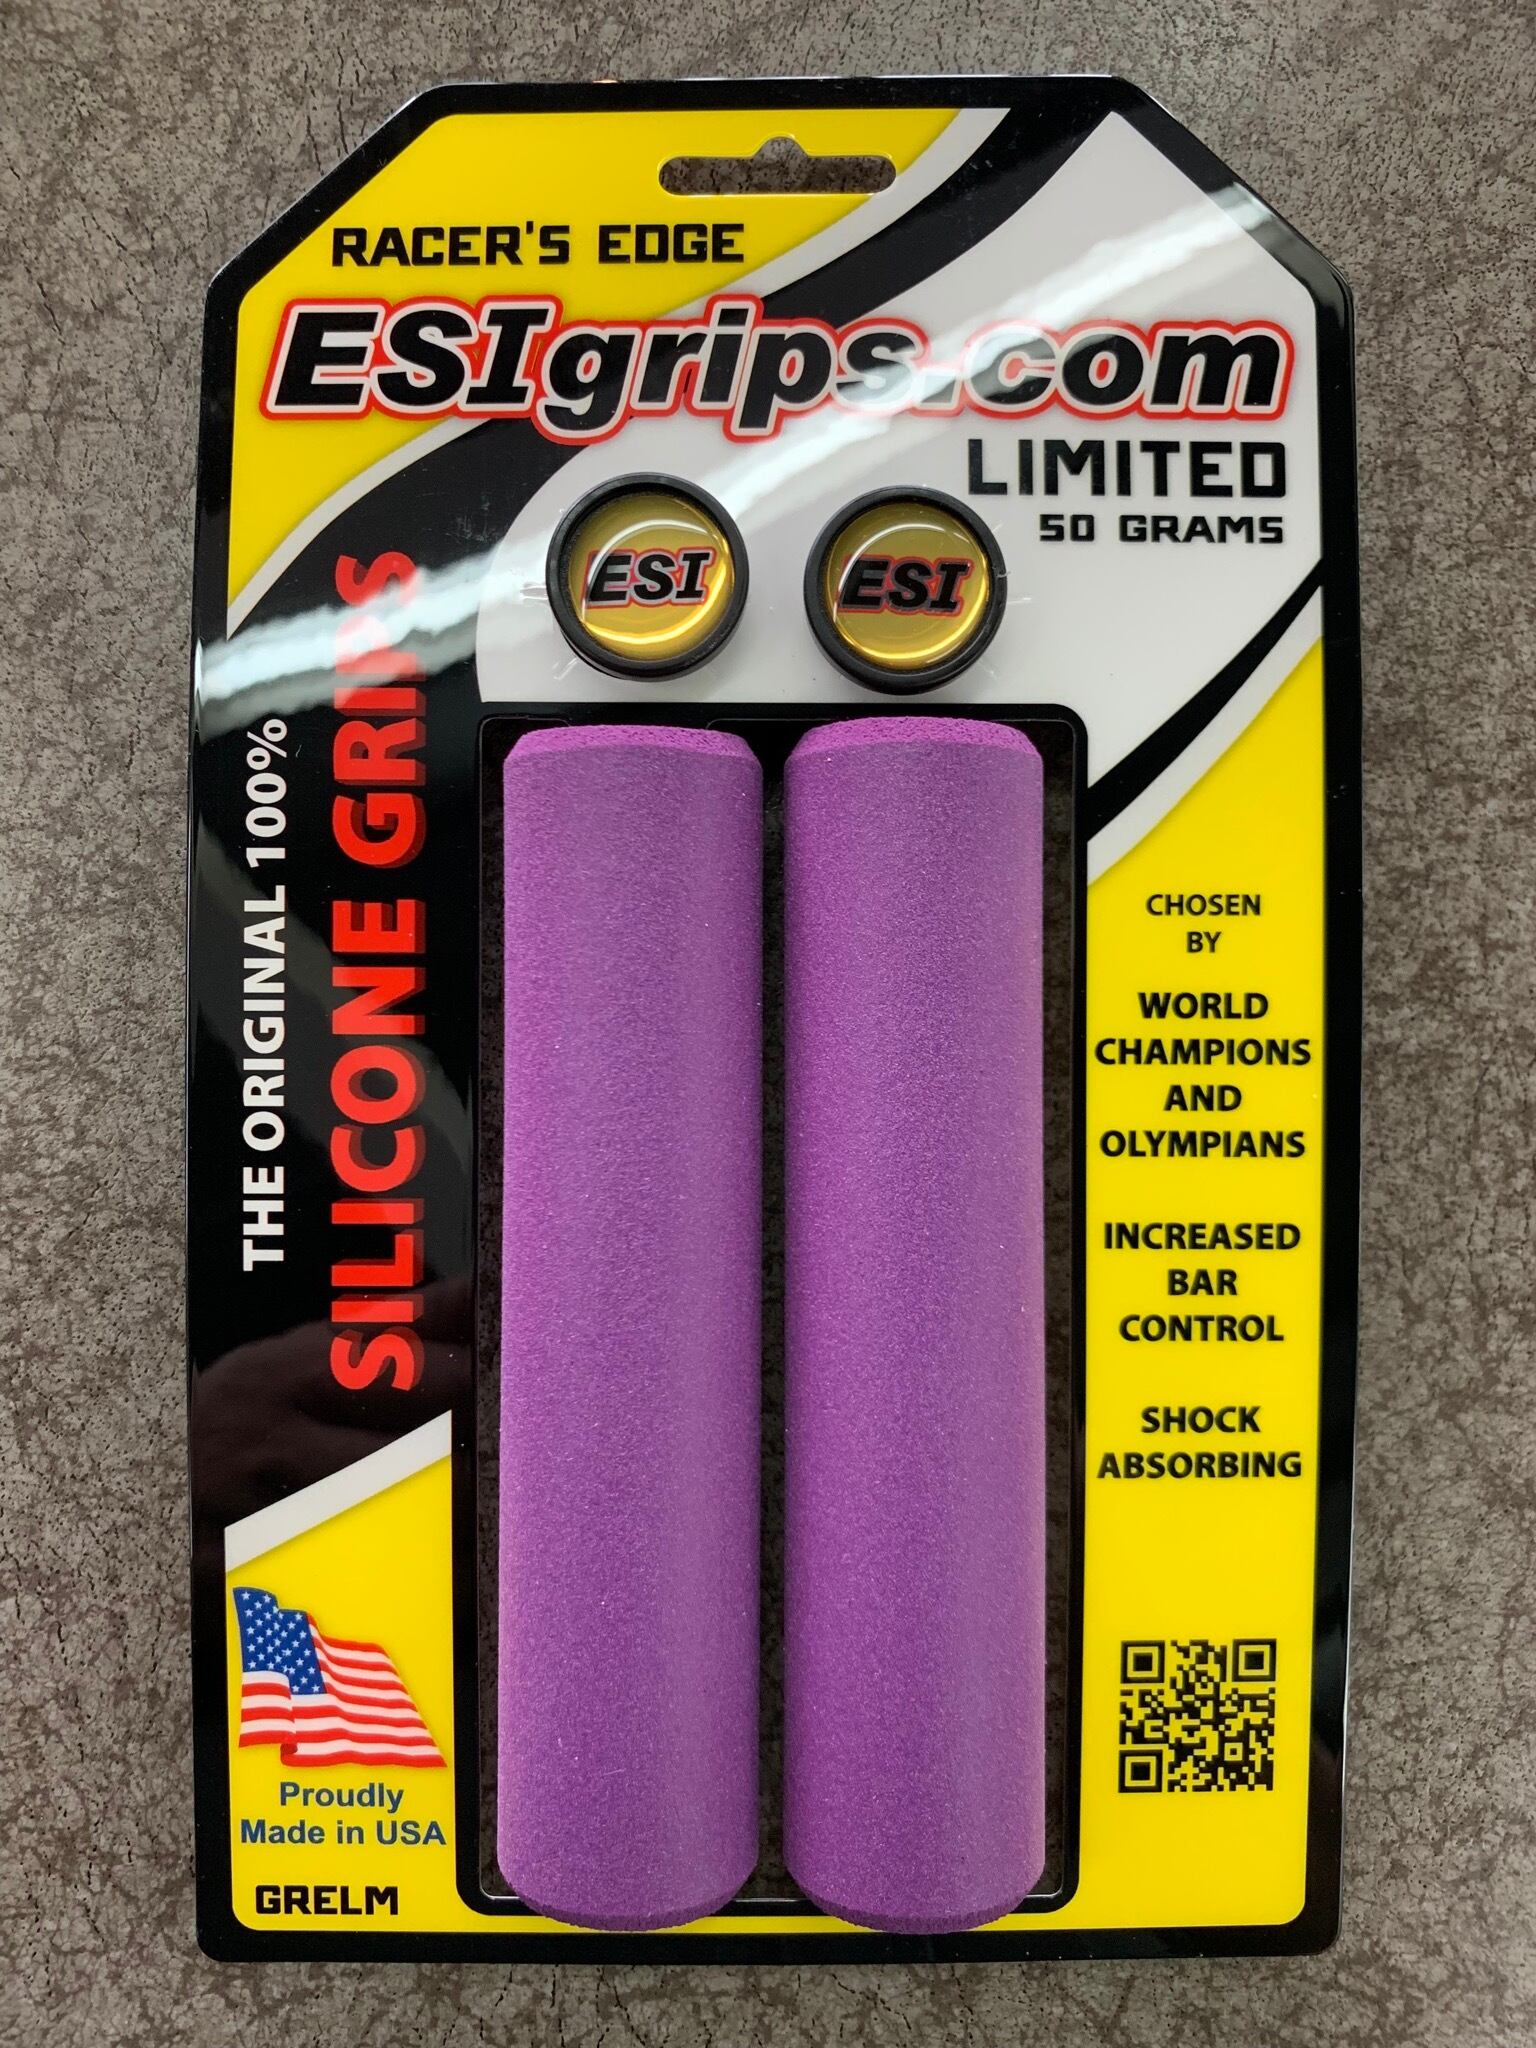 RACER'S EDGE
ESIgrips.com
LIMITED
50 GRAMS
ESI
ESI
THE ORIGINAL 100%
SILICONE GRIPS
CHOSEN
BY
WORLD
CHAMPIONS
AND
OLYMPIANS
INCREASED
BAR
CONTROL
SHOCK
ABSORBING
Proudly
Made in USA
GRELM